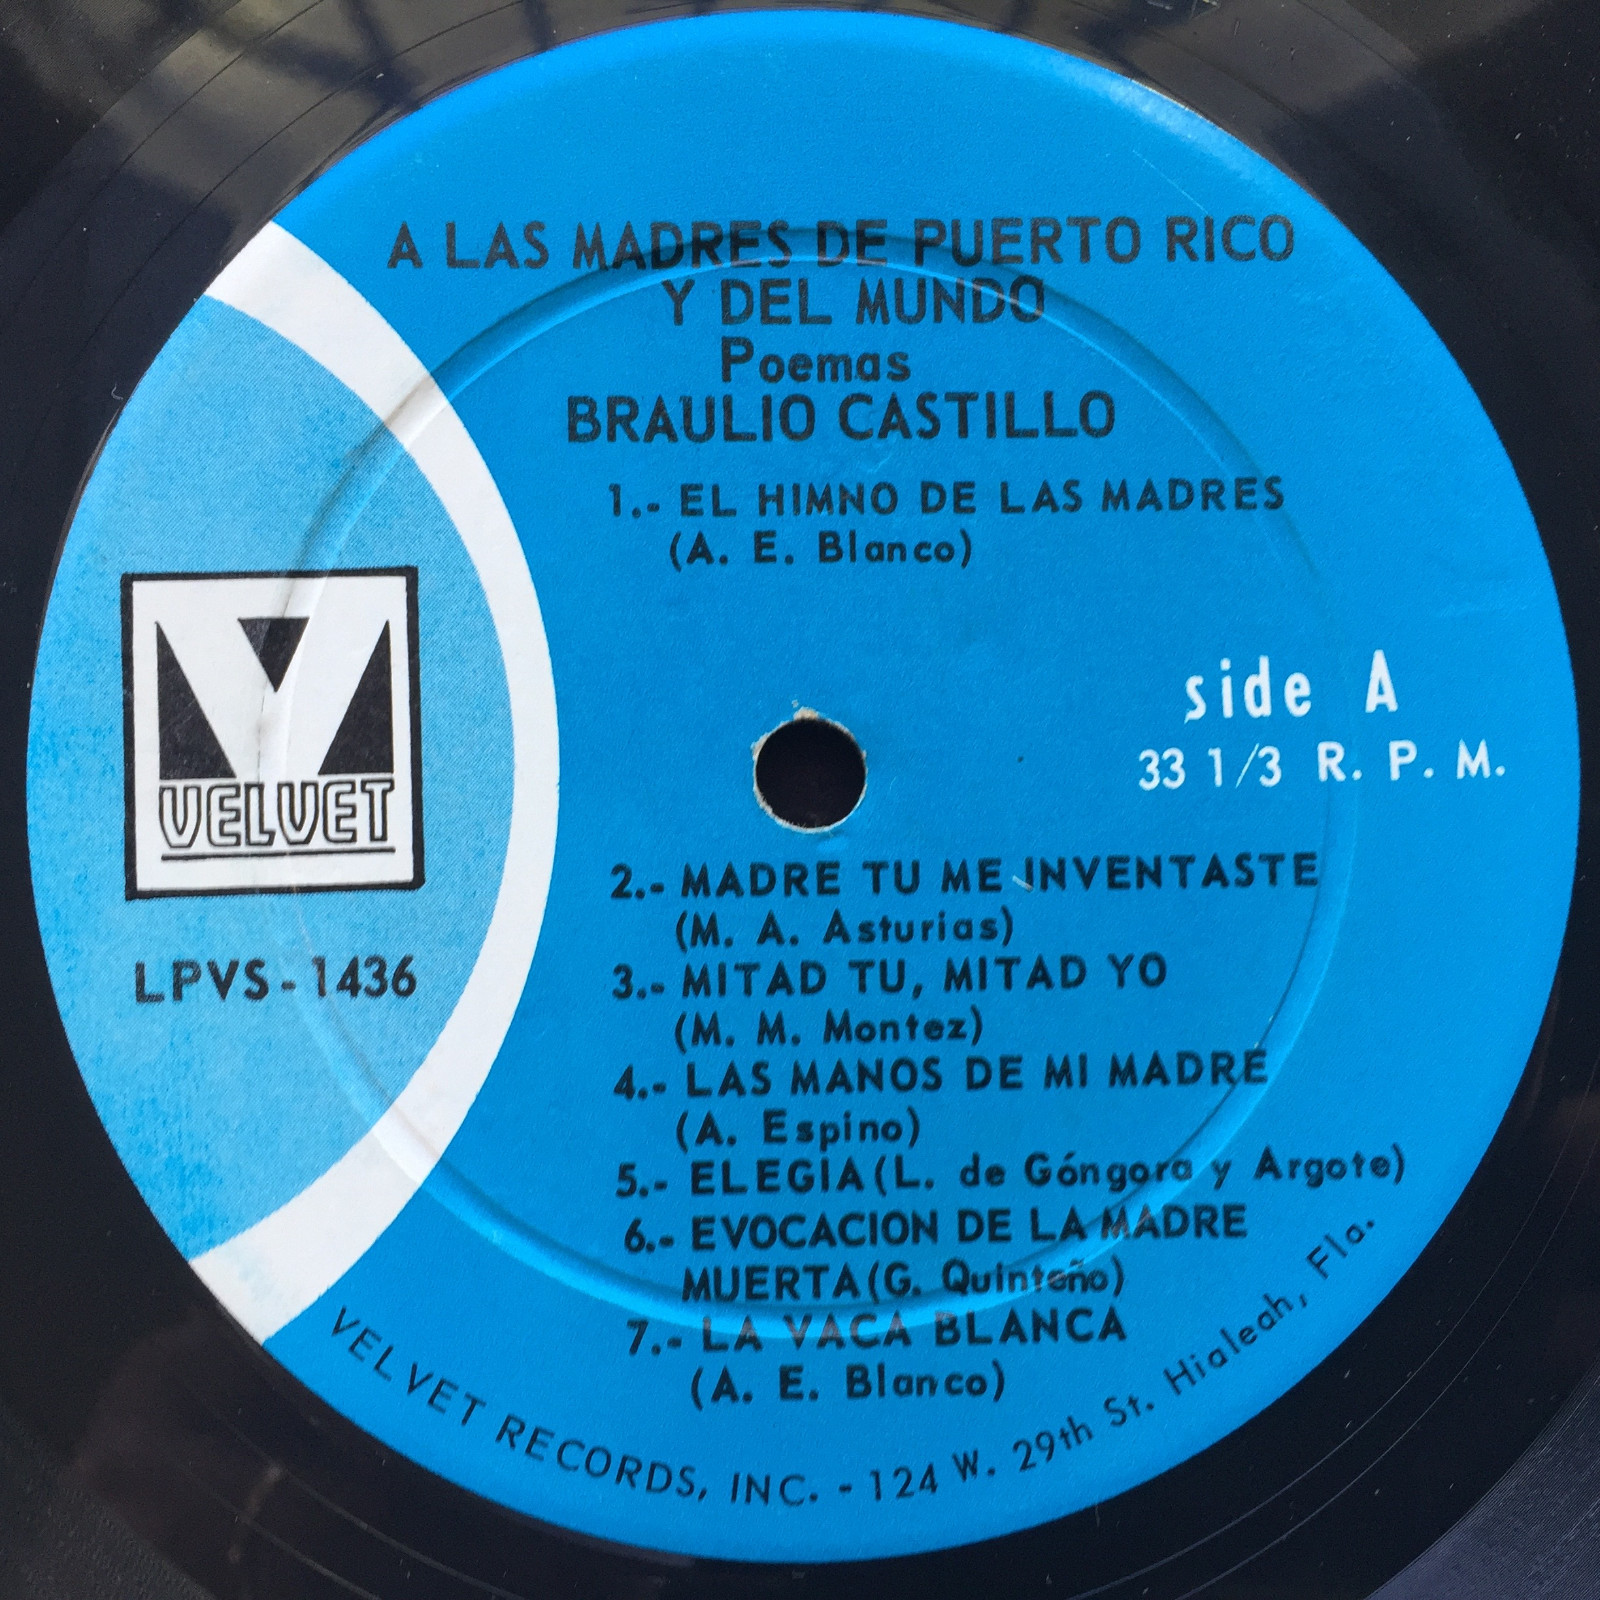 A LAS MADRES DE PUERTO RICO
Y DEL MUNDO
Poemas
BRAULIO CASTILLO
1.- EL HIMNO DE LAS MADRES
(A. E. Blanco)
VELVET
LPVS-1436
side A
33 1/3 R. P. M.
2.- MADRE TU ME INVENTASTE
(M. A. Asturias)
3.- MITAD TU, MITAD YO
(M. M. Montez)
4.- LAS MANOS DE MI MADRE
(A. Espino)
5.- ELEGIA(L. de Góngora y Argote)
6.- EVOCACION DE LA MADRE
MUERTA(G. Quinteño)
7.- LA VACA BLANCA
(A. E. Blanco)
VELVET RECORDS, INC. - 124 W. 29th St. Hialeah, Fla.